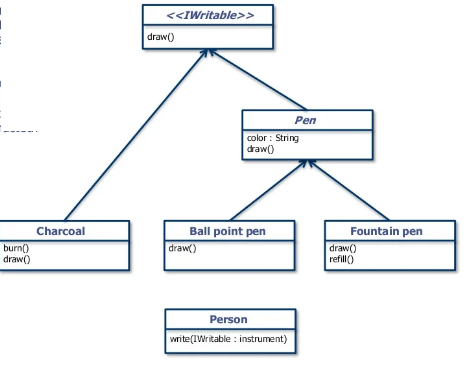 <<IWritable>>
draw()
Pen
color : String
draw()
Charcoal
burn()
draw()
Ball point pen
draw()
Fountain pen
draw()
refill()
Person
write(IWritable : instrument)